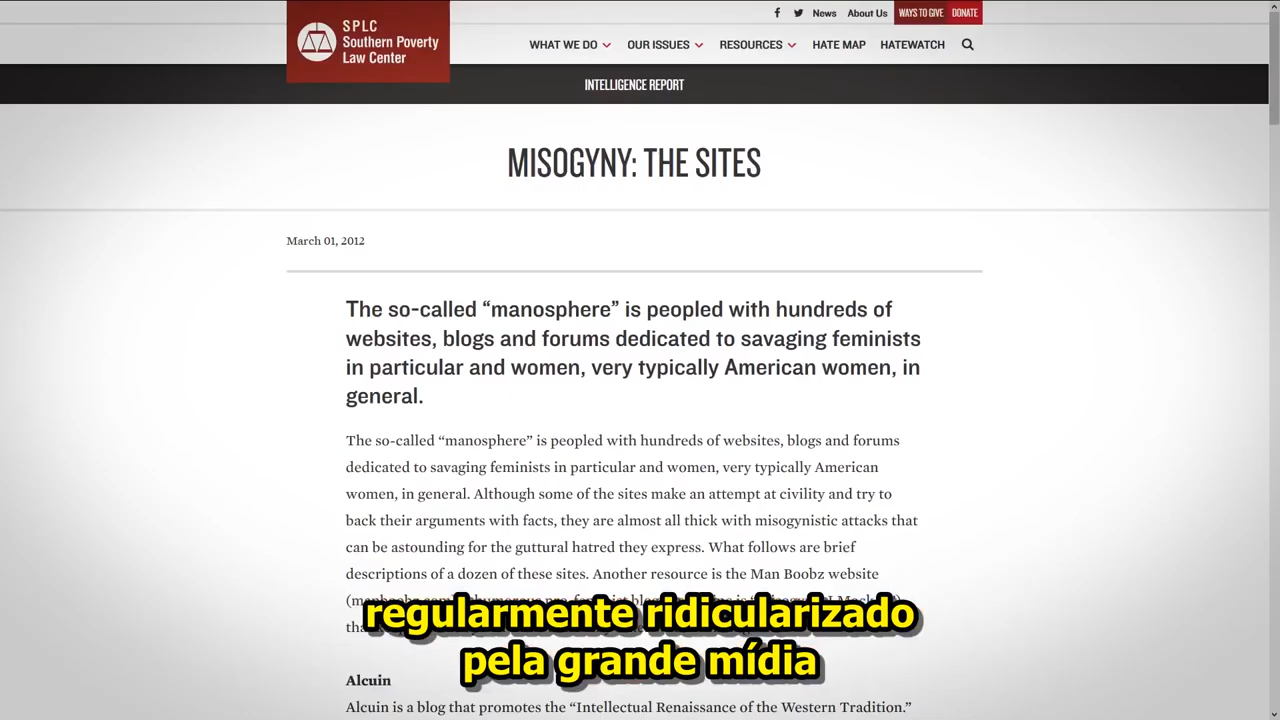 SPLC
Southern Poverty
Law Center
News About Us WAYS TO GIVE DONATE
WHAT WE DO OUR ISSUES RESOURCES HATE MAP HATEWATCH
INTELLIGENCE REPORT
MISOGYNY: THE SITES
March 01, 2012
The so-called “manosphere” is peopled with hundreds of
websites, blogs and forums dedicated to savaging feminists
in particular and women, very typically American women, in
general.
The so-called “manosphere” is peopled with hundreds of websites, blogs and forums
dedicated to savaging feminists in particular and women, very typically American
women, in general. Although some of the sites make an attempt at civility and try to
back their arguments with facts, they are almost all thick with misogynistic attacks that
can be astounding for the guttural hatred they express. What follows are brief
descriptions of a dozen of these sites. Another resource is the Man Boobz website
regularmente ridicularizado
pela grande mídia
Alcuin
Alcuin is a blog that promotes the “Intellectual Renaissance of the Western Tradition.”